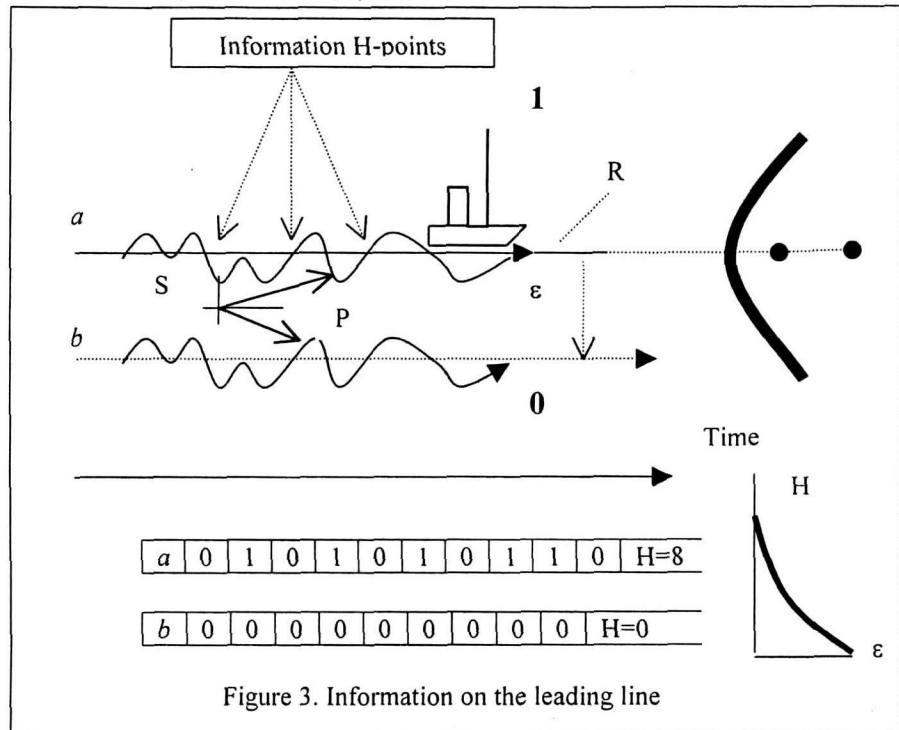 Information H-points
1
R
a
S
ε
P
b
0
Time
H
a 0 1 0 1 0 1 0 1 1 0 H=8
b 0 0 0 0 0 0 0 0 0 H=0
ε
Figure 3. Information on the leading line